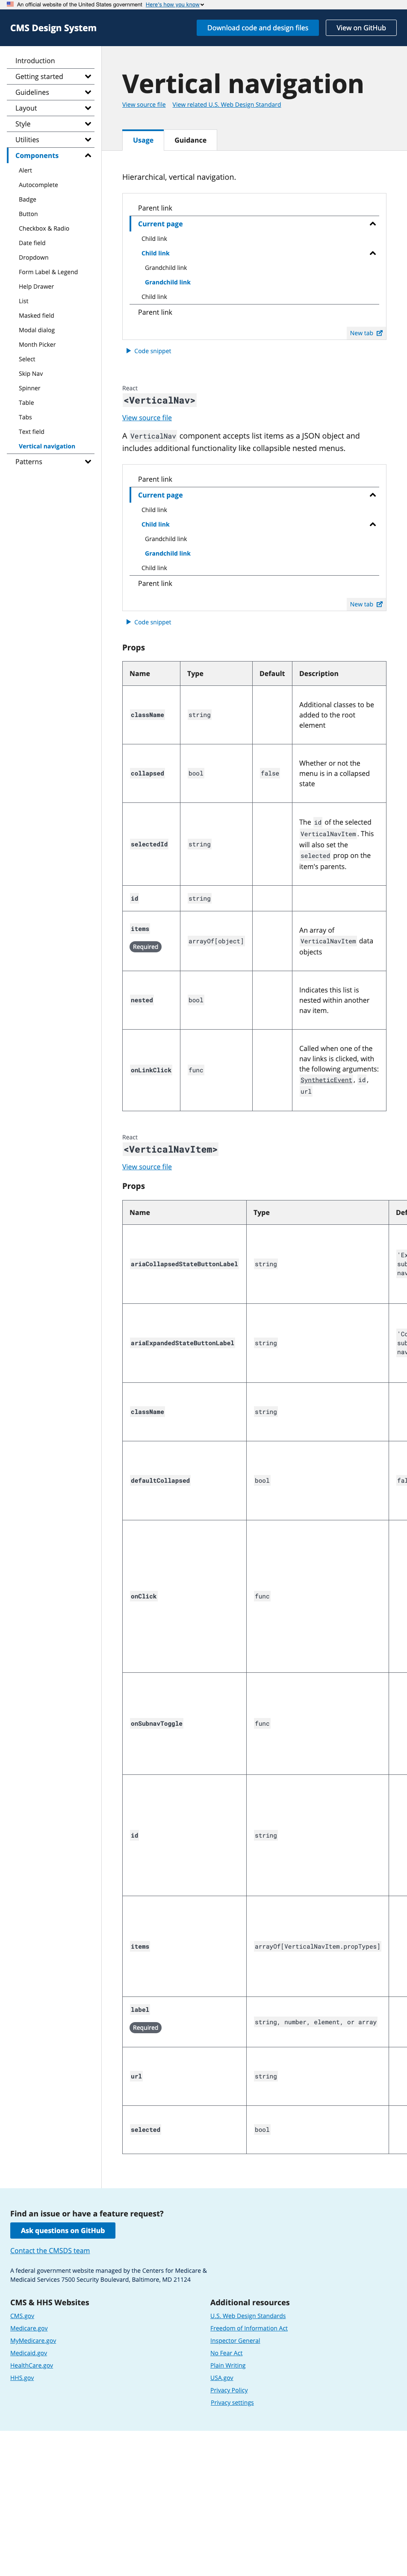 An official website of the United States government Here's how you know
CMS Design System
Download code and design files
View on GitHub
Introduction
Getting started
Guidelines
Layout
Style
Utilities
Components
Alert
Autocomplete
Badge
Button
Checkbox & Radio
Date field
Dropdown
Form Label & Legend
Help Drawer
List
Masked field
Modal dialog
Month Picker
Select
Skip Nav
Spinner
Table
Tabs
Text field
Vertical navigation
Patterns
Vertical navigation
View source file View related U.S. Web Design Standard
Usage Guidance
Hierarchical, vertical navigation.
Parent link
Current page
Child link
Child link
Grandchild link
Grandchild link
Child link
Parent link
New tab
Code snippet
React
<VerticalNav>
View source file
A VerticalNav component accepts list items as a JSON object and
includes additional functionality like collapsible nested menus.
Parent link
Current page
Child link
Child link
Grandchild link
Grandchild link
Child link
Parent link
New tab
Code snippet
Props
Name Type Default Description
className string Additional classes to be
added to the root
element
collapsed bool false Whether or not the
menu is in a collapsed
state
selectedId string The id of the selected
VerticalNavItem. This
will also set the
selected prop on the
item's parents.
id string
items
Required
arrayOf[object] An array of
VerticalNavItem data
objects
nested bool Indicates this list is
nested within another
nav item.
onLinkClick func Called when one of the
nav links is clicked, with
the following arguments:
SyntheticEvent, id,
url
React
<VerticalNavItem>
View source file
Props
Name Type
ariaCollapsedStateButtonLabel string
ariaExpandedStateButtonLabel string
className string
defaultCollapsed bool
onClick func
onSubnavToggle func
id string
items arrayOf[VerticalNavItem.propTypes]
label
Required
string, number, element, or array
url string
selected bool
Find an issue or have a feature request?
Ask questions on GitHub
Contact the CMSDS team
A federal government website managed by the Centers for Medicare &
Medicaid Services 7500 Security Boulevard, Baltimore, MD 21124
CMS & HHS Websites
CMS.gov
Medicare.gov
MyMedicare.gov
Medicaid.gov
HealthCare.gov
HHS.gov
Additional resources
U.S. Web Design Standards
Freedom of Information Act
Inspector General
No Fear Act
Plain Writing
USA.gov
Privacy Policy
Privacy settings